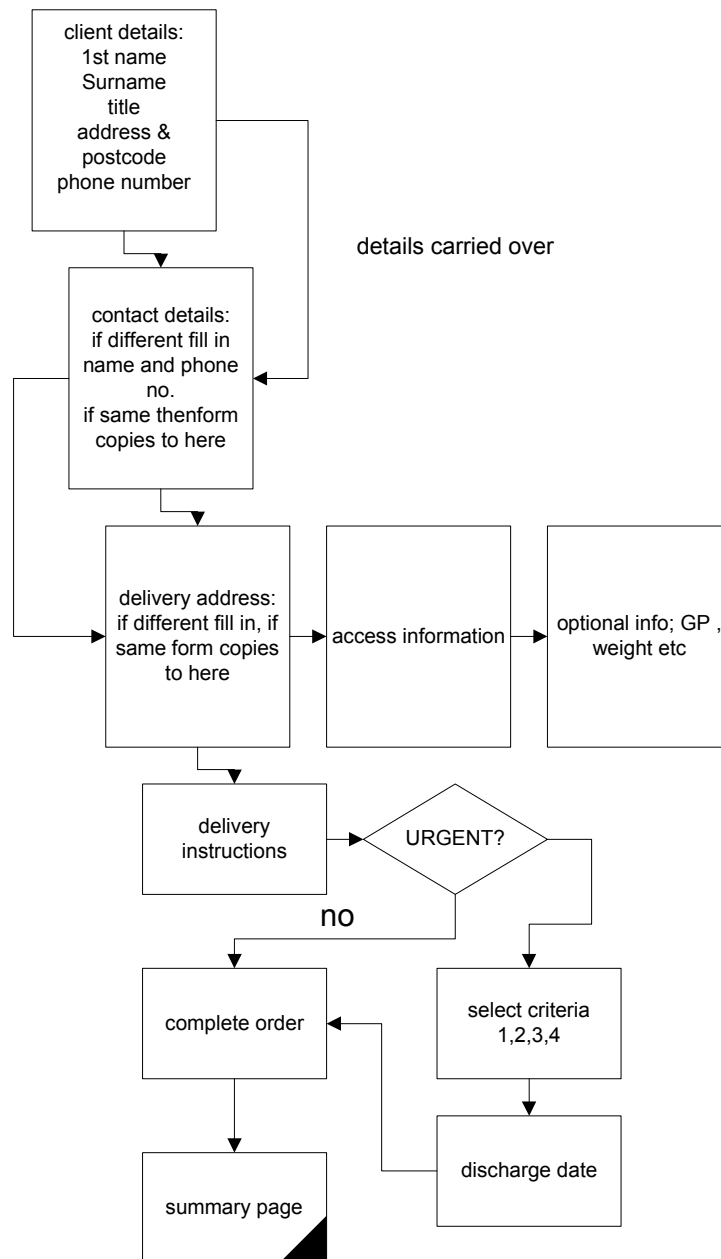 client details:
1st name
Surname
title
address &
postcode
phone number
details carried over
contact details:
if different fill in
name and phone
no.
if same thenform
copies to here
delivery address:
if different fill in, if
same form copies
to here
access information
optional info; GP ,
weight etc
delivery
instructions
URGENT?
no
complete order
select criteria
1,2,3,4
discharge date
summary page